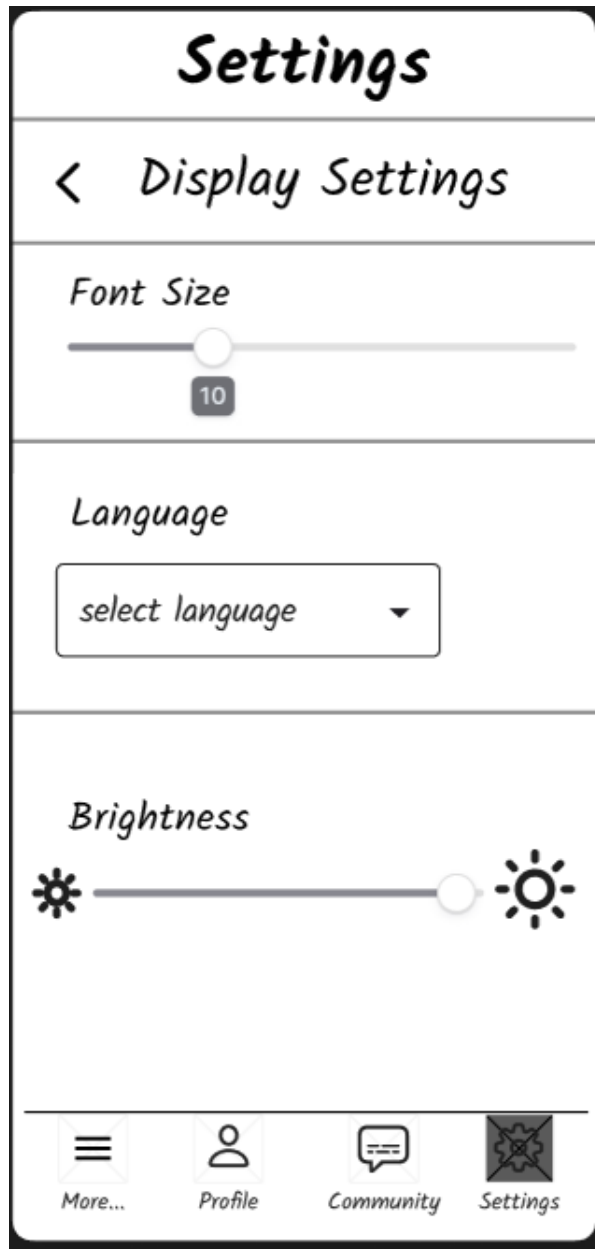 Settings
Display Settings
Font Size
10
Language
select language
Brightness
More... Profile Community Settings